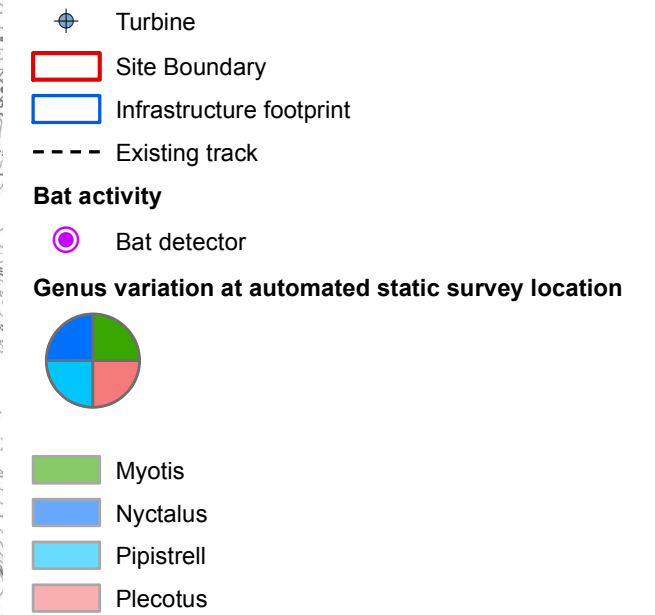 Turbine
Site Boundary
Infrastructure footprint
Existing track
Bat activity
Bat detector
Genus variation at automated static survey location
Myotis
Nyctalus
Pipistrell
Plecotus